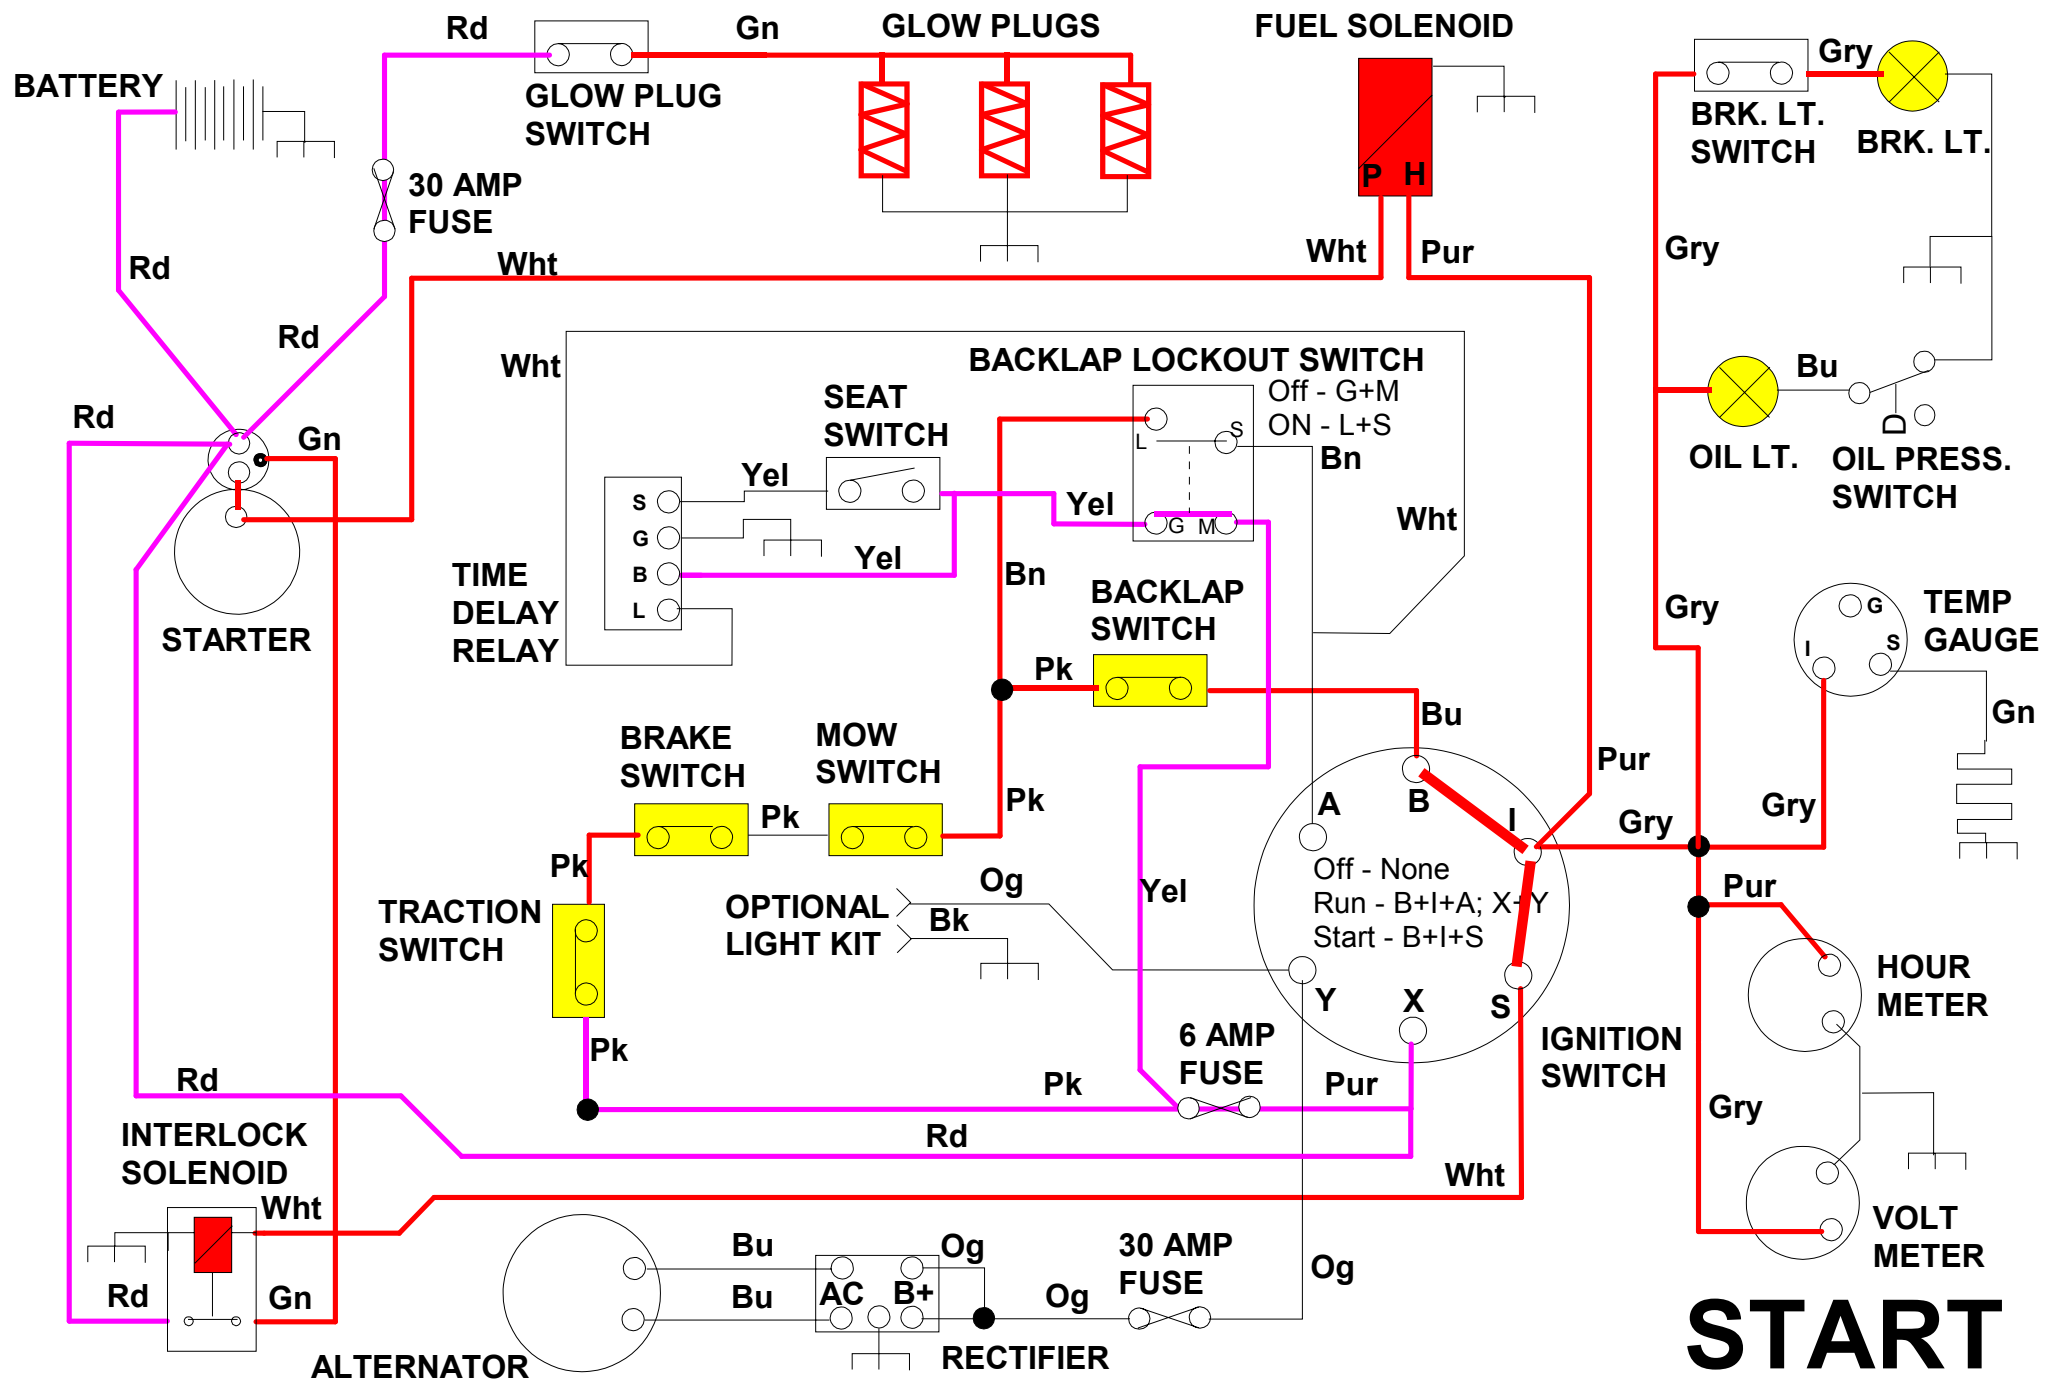 Rd
Gn
GLOW PLUGS
FUEL SOLENOID
Gry
BATTERY
GLOW PLUG
SWITCH
BRK. LT.
SWITCH
BRK. LT.
30 AMP
FUSE
P H
Rd
Wht
Wht
Pur
Gry
Rd
Wht
BACKLAP LOCKOUT SWITCH
Off - G+M
ON - L+S
Bu
Rd
Gn
SEAT
SWITCH
L
S
Bn
OIL LT.
D
OIL PRESS.
SWITCH
Yel
Yel
G M
Wht
S
G
B
L
Yel
TIME
DELAY
RELAY
Bn
BACKLAP
SWITCH
Gry
G
I
S
TEMP
GAUGE
STARTER
Pk
Bu
Gn
BRAKE
SWITCH
MOW
SWITCH
Pur
Pk
Pk
A
B
I
Gry
Gry
Pk
Og
Off - None
Run - B+I+A; X+Y
Start - B+I+S
Pur
TRACTION
SWITCH
OPTIONAL
LIGHT KIT
Bk
Yel
HOUR
METER
Y
X
S
Pk
6 AMP
FUSE
IGNITION
SWITCH
Rd
Pk
Pur
Gry
INTERLOCK
SOLENOID
Rd
Wht
Wht
VOLT
METER
Bu
Og
30 AMP
FUSE
Og
Rd
Gn
Bu
AC
B+
Og
ALTERNATOR
RECTIFIER
START